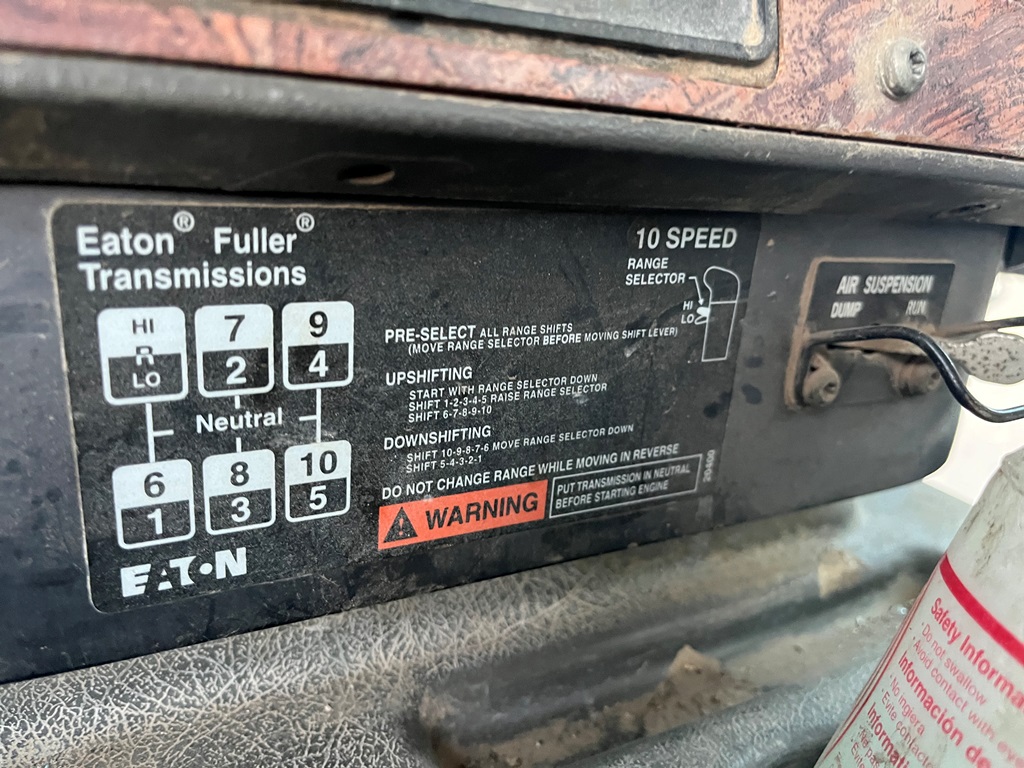 Eaton® Fuller®
Transmissions
HI
R
LO
7
2
9
4
Neutral
6
1
8
3
10
5
EATON
10 SPEED
RANGE
SELECTOR
HI
LO
PRE-SELECT ALL RANGE SHIFTS
(MOVE RANGE SELECTOR BEFORE MOVING SHIFT LEVER)
UPSHIFTING
START WITH RANGE SELECTOR DOWN
SHIFT 1-2-3-4-5 RAISE RANGE SELECTOR
SHIFT 6-7-8-9-10
DOWNSHIFTING
SHIFT 10-9-8-7-6 MOVE RANGE SELECTOR DOWN
SHIFT 5-4-3-2-1
DO NOT CHANGE RANGE WHILE MOVING IN REVERSE
WARNING
PUT TRANSMISSION IN NEUTRAL
BEFORE STARTING ENGINE
20400
AIR SUSPENSION
DUMP RUN
Safety Informa
· Do not swallow
· Avoid contact with eye
Información de
· No ingiera
· Evite contacto
Informati